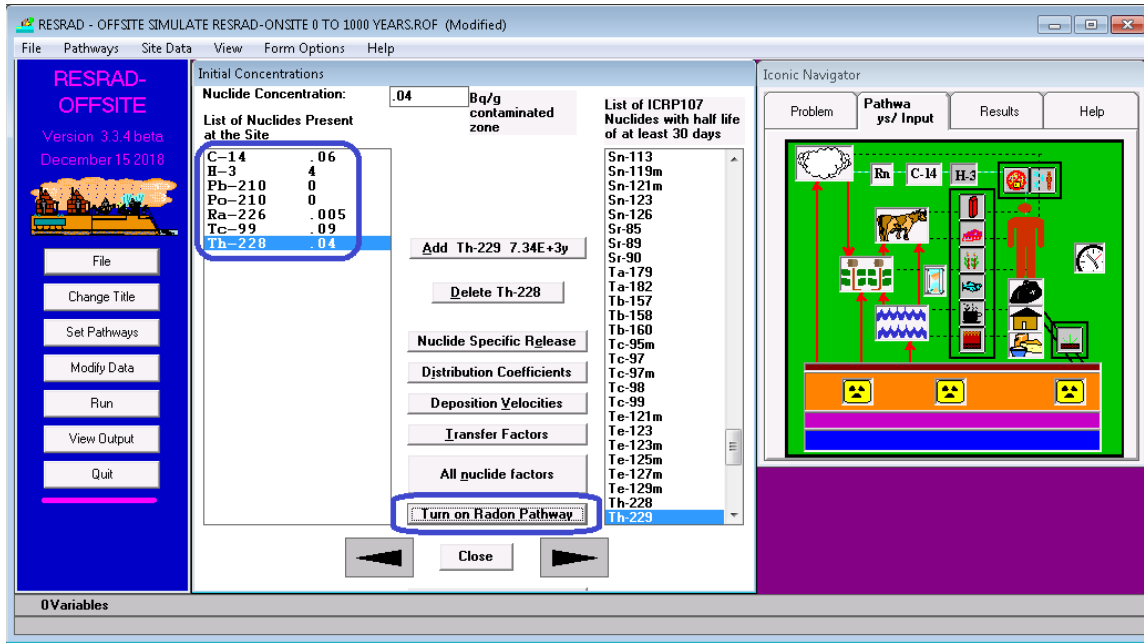 RESRAD - OFFSITE SIMULATE RESRAD-ONSITE 0 TO 1000 YEARS.ROF (Modified)
File Pathways Site Data View Form Options Help
RESRAD-
OFFSITE
Version 3.3.4 beta
December 15 2018
File
Change Title
Set Pathways
Modify Data
Run
View Output
Quit
Initial Concentrations
Nuclide Concentration: .04 Bq/g
contaminated
zone
List of Nuclides Present
at the Site
C-14 .06
H-3 4
Pb-210 0
Po-210 0
Ra-226 .005
Tc-99 .09
Th-228 .04
Add Th-229 7.34E+3y
Delete Th-228
Nuclide Specific Release
Distribution Coefficients
Deposition Velocities
Transfer Factors
All nuclide factors
Turn on Radon Pathway
Close
List of ICRP107
Nuclides with half life
of at least 30 days
Sn-113
Sn-119m
Sn-121m
Sn-123
Sn-126
Sr-85
Sr-89
Sr-90
Ta-179
Ta-182
Tb-157
Tb-158
Tb-160
Tc-95m
Tc-97
Tc-97m
Tc-98
Tc-99
Te-121m
Te-123
Te-123m
Te-125m
Te-127m
Te-129m
Th-228
Th-229
Iconic Navigator
Problem
Pathwa
ys/ Input
Results
Help
Rn C-14 H-3
0 Variables